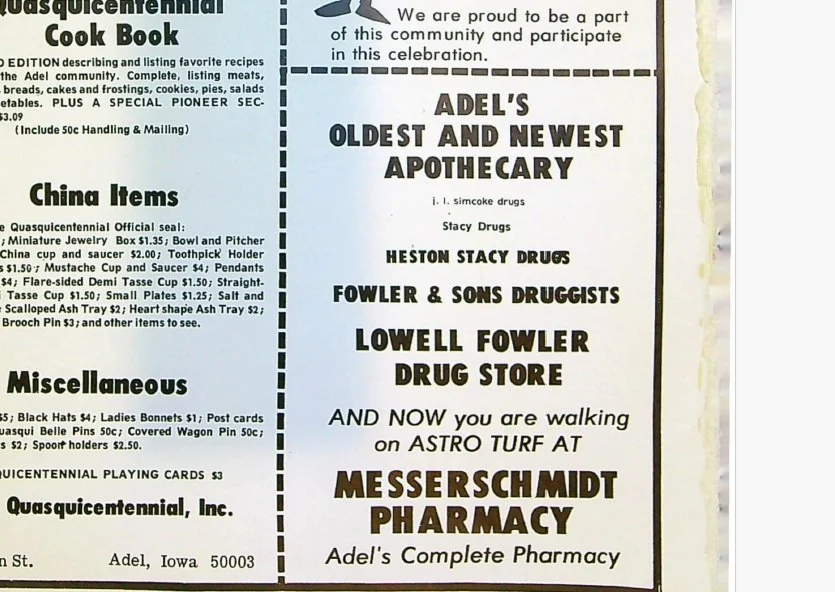 Quasquicentennial
Cook Book
EDITION describing and listing favorite recipes
the Adel community. Complete, listing meats,
breads, cakes and frostings, cookies, pies, salads
etables. PLUS A SPECIAL PIONEER SEC-
$3.09
(Include 50c Handling & Mailing)
China Items
e Quasquicentennial Official seal:
; Miniature Jewelry Box $1.35; Bowl and Pitcher
China cup and saucer $2.00; Toothpick Holder
s $1.50; Mustache Cup and Saucer $4; Pendants
$4; Flare-sided Demi Tasse Cup $1.50; Straight-
Tasse Cup $1.50; Small Plates $1.25; Salt and
Scalloped Ash Tray $2; Heart shape Ash Tray $2;
Brooch Pin $3; and other items to see.
Miscellaneous
$5; Black Hats $4; Ladies Bonnets $1; Post cards
uasqui Belle Pins 50c; Covered Wagon Pin 50c;
s $2; Spoon holders $2.50.
UICENTENNIAL PLAYING CARDS $3
Quasquicentennial, Inc.
n St. Adel, Iowa 50003
We are proud to be a part
of this community and participate
in this celebration.
ADEL'S
OLDEST AND NEWEST
APOTHECARY
j. l. simcoke drugs
Stacy Drugs
HESTON STACY DRUGS
FOWLER & SONS DRUGGISTS
LOWELL FOWLER
DRUG STORE
AND NOW you are walking
on ASTRO TURF AT
MESSERSCHMIDT
PHARMACY
Adel's Complete Pharmacy